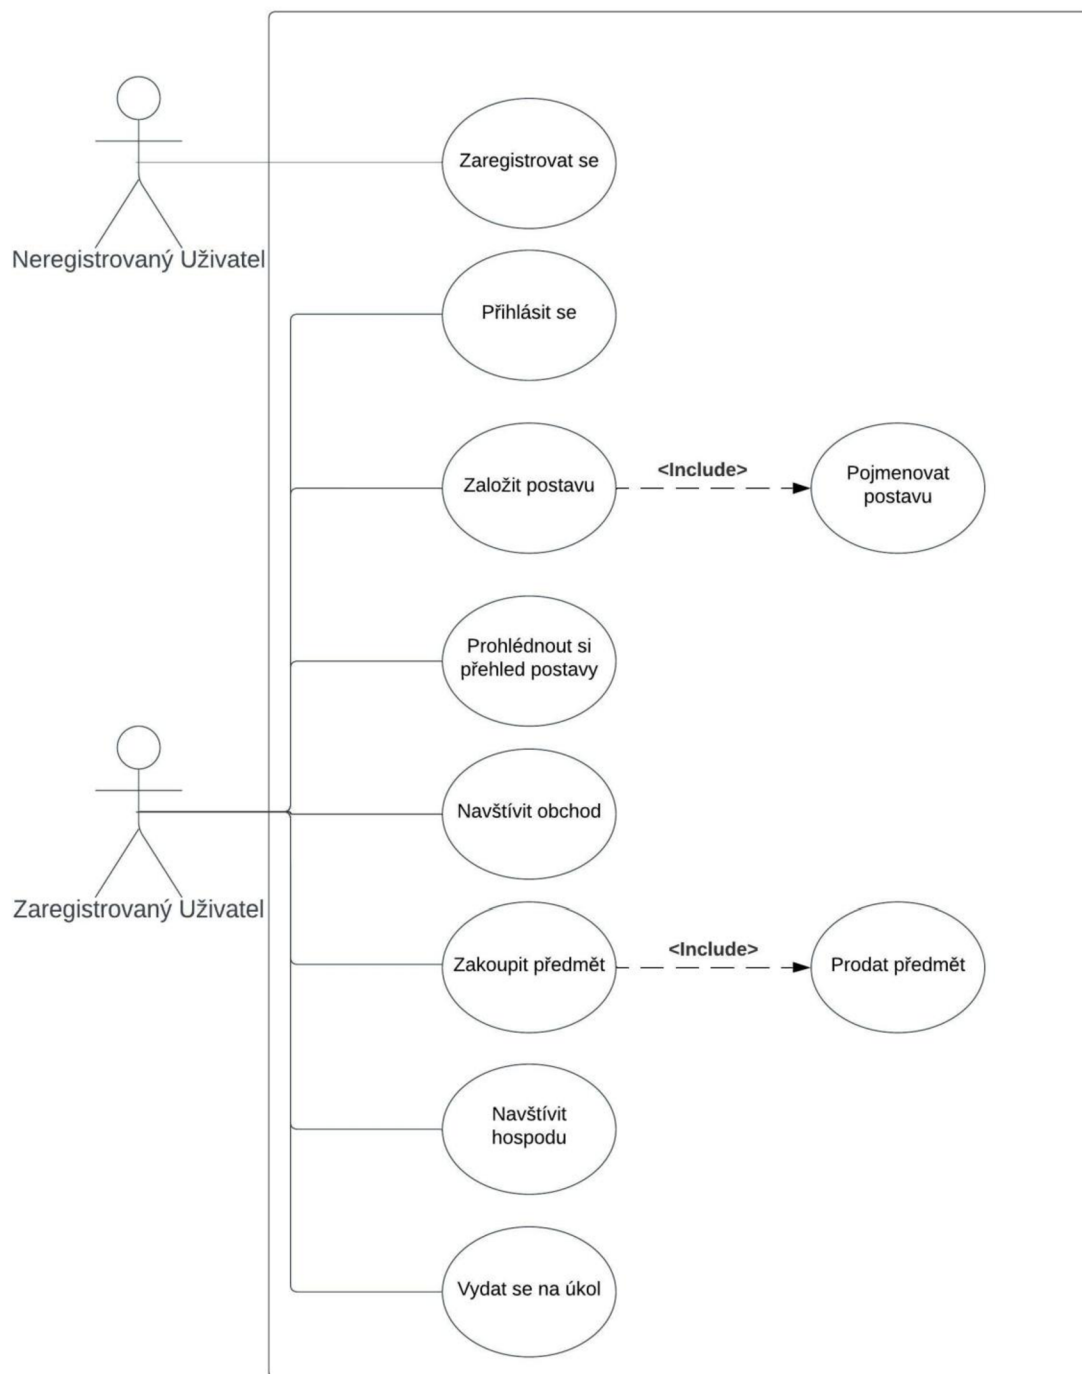 Zaregistrovat se
Neregistrovaný Uživatel
Přihlásit se
Založit postavu
<Include>
Pojmenovat
postavu
Prohlédnout si
přehled postavy
Navštívit obchod
Zaregistrovaný Uživatel
Zakoupit předmět
<Include>
Prodat předmět
Navštívit
hospodu
Vydat se na úkol